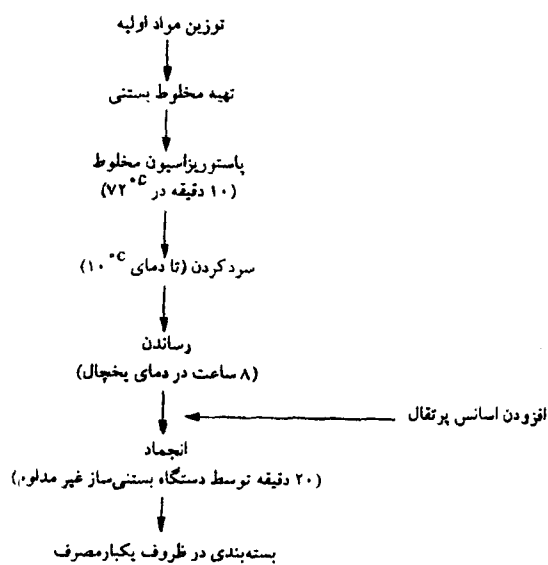 توزین مواد اولیه
تهیه مخلوط بستنی
پاستوریزاسیون مخلوط
(۱۰ دقیقه در ۷۲°C)
سرد کردن (تا دمای ۱۰°C)
رساندن
(۸ ساعت در دمای یخچال)
افزودن اسانس پرتقال
انجماد
(۲۰ دقیقه توسط دستگاه بستنی‌ساز غیر مداوم)
بسته‌بندی در ظروف یکبارمصرف